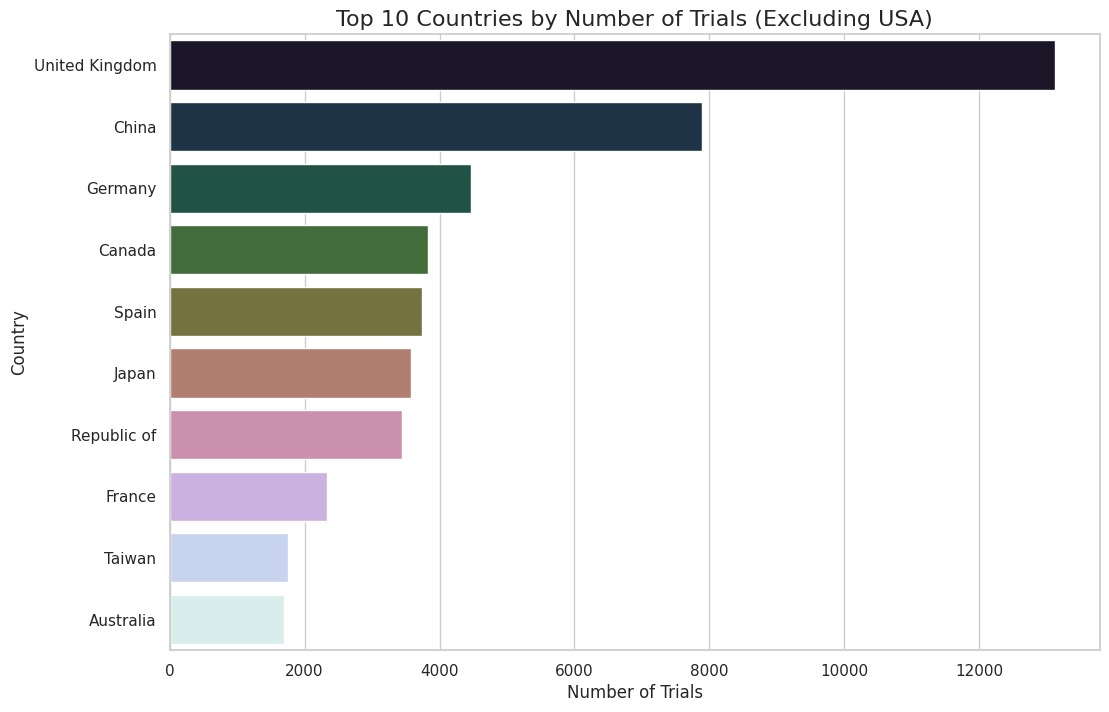 Top 10 Countries by Number of Trials (Excluding USA)
United Kingdom
China
Germany
Canada
Spain
Japan
Republic of
France
Taiwan
Australia
Country
0 2000 4000 6000 8000 10000 12000
Number of Trials